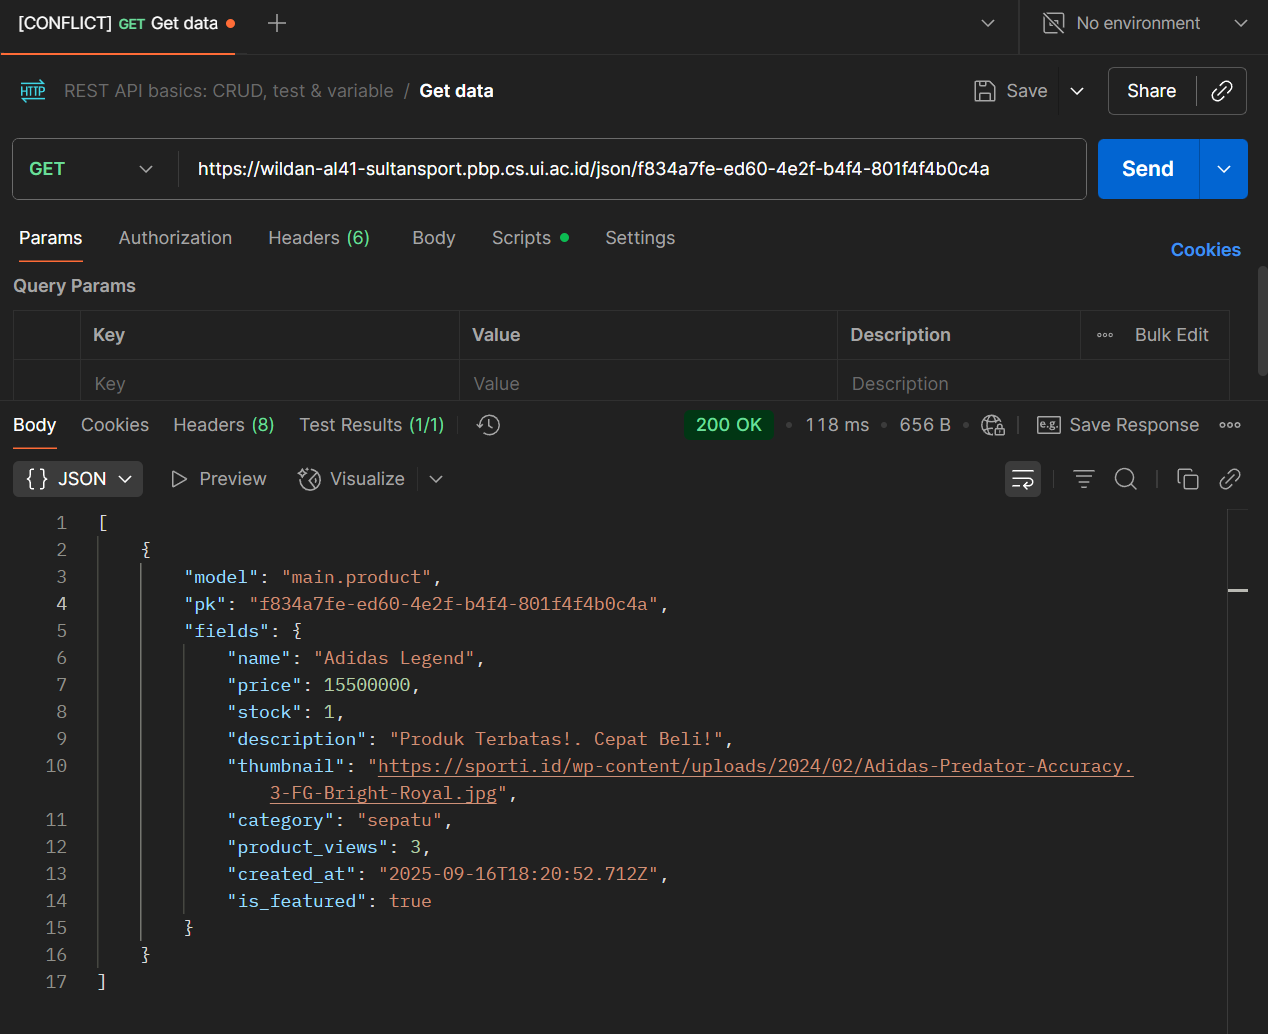 [CONFLICT] GET Get data
No environment
HTTP REST API basics: CRUD, test & variable / Get data
Save
Share
GET
https://wildan-al41-sultansport.pbp.cs.ui.ac.id/json/f834a7fe-ed60-4e2f-b4f4-801f4f4b0c4a
Send
Params Authorization Headers (6) Body Scripts Settings
Cookies
Query Params
Key Value Description Bulk Edit
Key Value Description
Body Cookies Headers (8) Test Results (1/1) 200 OK • 118 ms • 656 B • e.g. Save Response
{} JSON Preview Visualize
1 [
2 {
3 "model": "main.product",
4 "pk": "f834a7fe-ed60-4e2f-b4f4-801f4f4b0c4a",
5 "fields": {
6 "name": "Adidas Legend",
7 "price": 15500000,
8 "stock": 1,
9 "description": "Produk Terbatas!. Cepat Beli!",
10 "thumbnail": "https://sporti.id/wp-content/uploads/2024/02/Adidas-Predator-Accuracy.
3-FG-Bright-Royal.jpg",
11 "category": "sepatu",
12 "product_views": 3,
13 "created_at": "2025-09-16T18:20:52.712Z",
14 "is_featured": true
15 }
16 }
17 ]